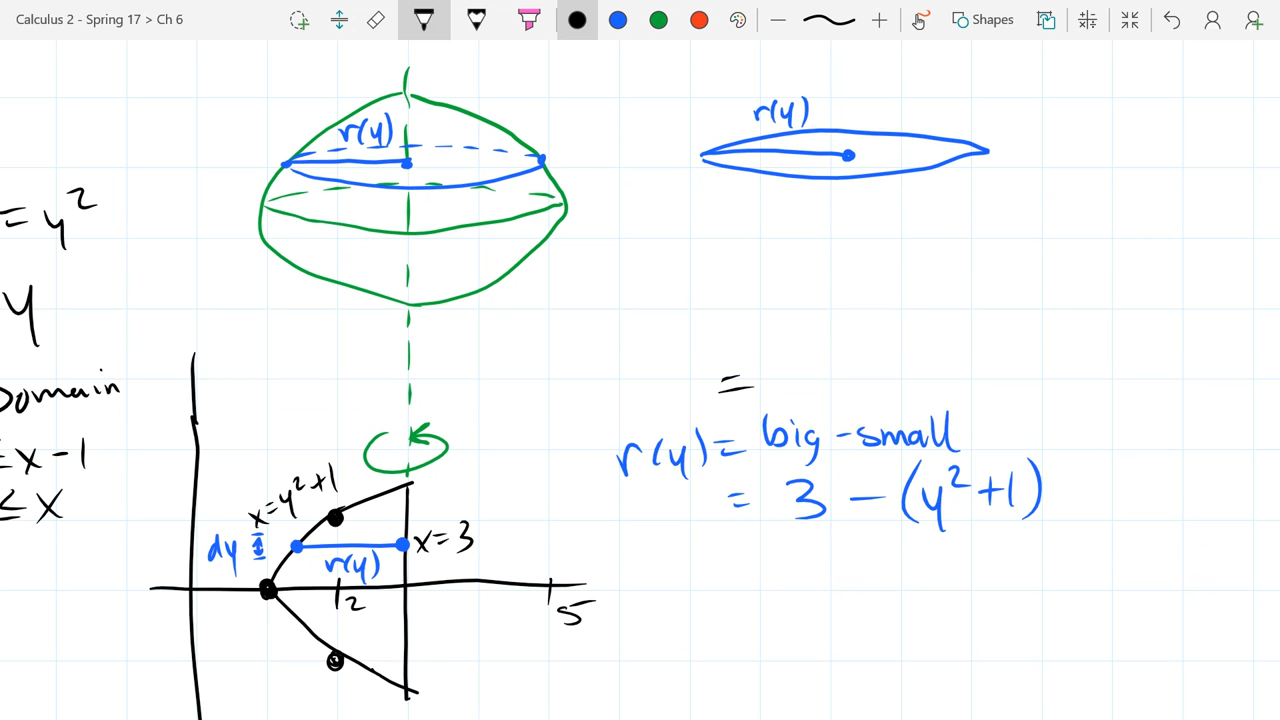 Calculus 2 - Spring 17 > Ch 6
Shapes
r(y)
r(y)
= y²
y
Domain
≤ x - 1
≤ x
=
r(y) = big - small
= 3 - (y² + 1)
x = y² + 1
dy
r(y)
x = 3
2
5